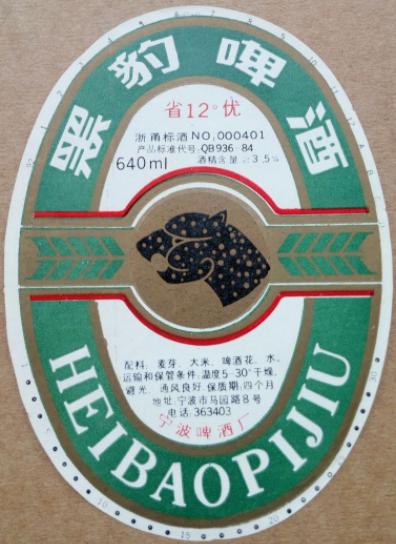 黑豹啤酒
省12°优
浙甬标酒NO,000401
产品标准代号:QB936-84
640ml 酒精含量≥3.5%
配料: 麦芽、大米、啤酒花、水、
运输和保管条件:温度5-30°干燥,
避光、通风良好.保质期:四个月
地址:宁波市马园路8号
电话:363403
宁波啤酒厂
HEIBAOPIJIU